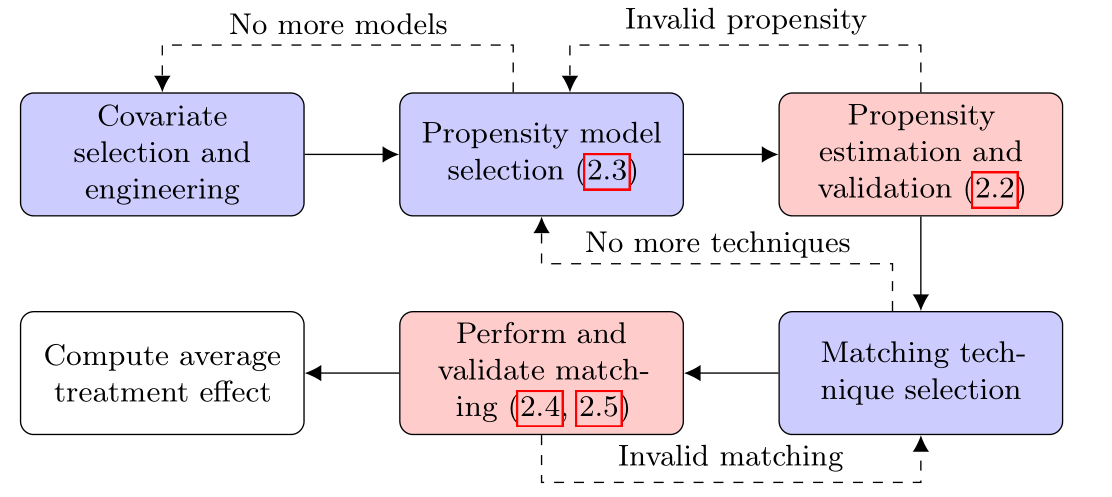 No more models
Invalid propensity
Covariate
selection and
engineering
Propensity model
selection (2.3)
Propensity
estimation and
validation (2.2)
No more techniques
Compute average
treatment effect
Perform and
validate match-
ing (2.4, 2.5)
Matching tech-
nique selection
Invalid matching